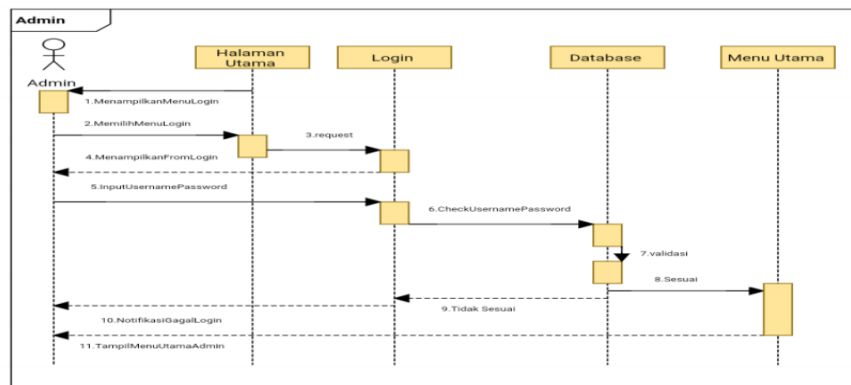 Admin
Halaman
Utama
Login
Database
Menu Utama
Admin
1.MenampilkanMenuLogin
2.MemilihMenuLogin
3.request
4.MenampilkanFromLogin
5.InputUsernamePassword
6.CheckUsernamePassword
7.validasi
8.Sesuai
9.Tidak Sesuai
10.NotifikasiGagalLogin
11.TampilMenuUtamaAdmin